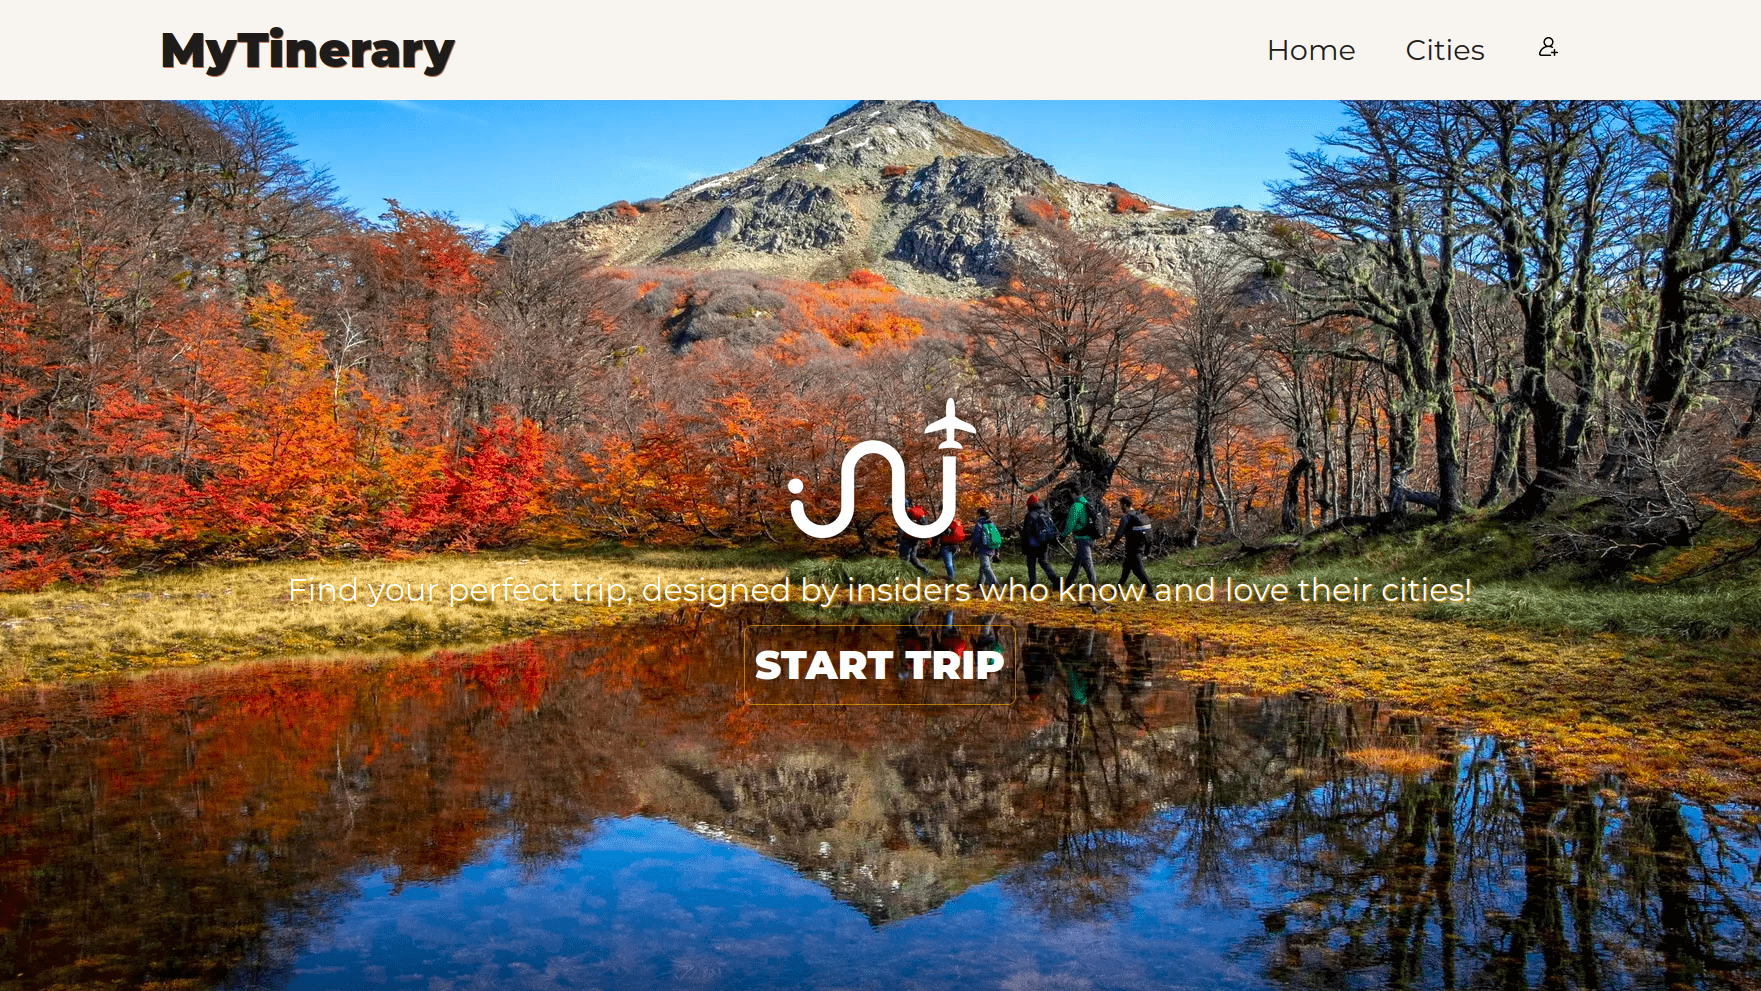 MyTinerary
Home
Cities
Find your perfect trip, designed by insiders who know and love their cities!
START TRIP